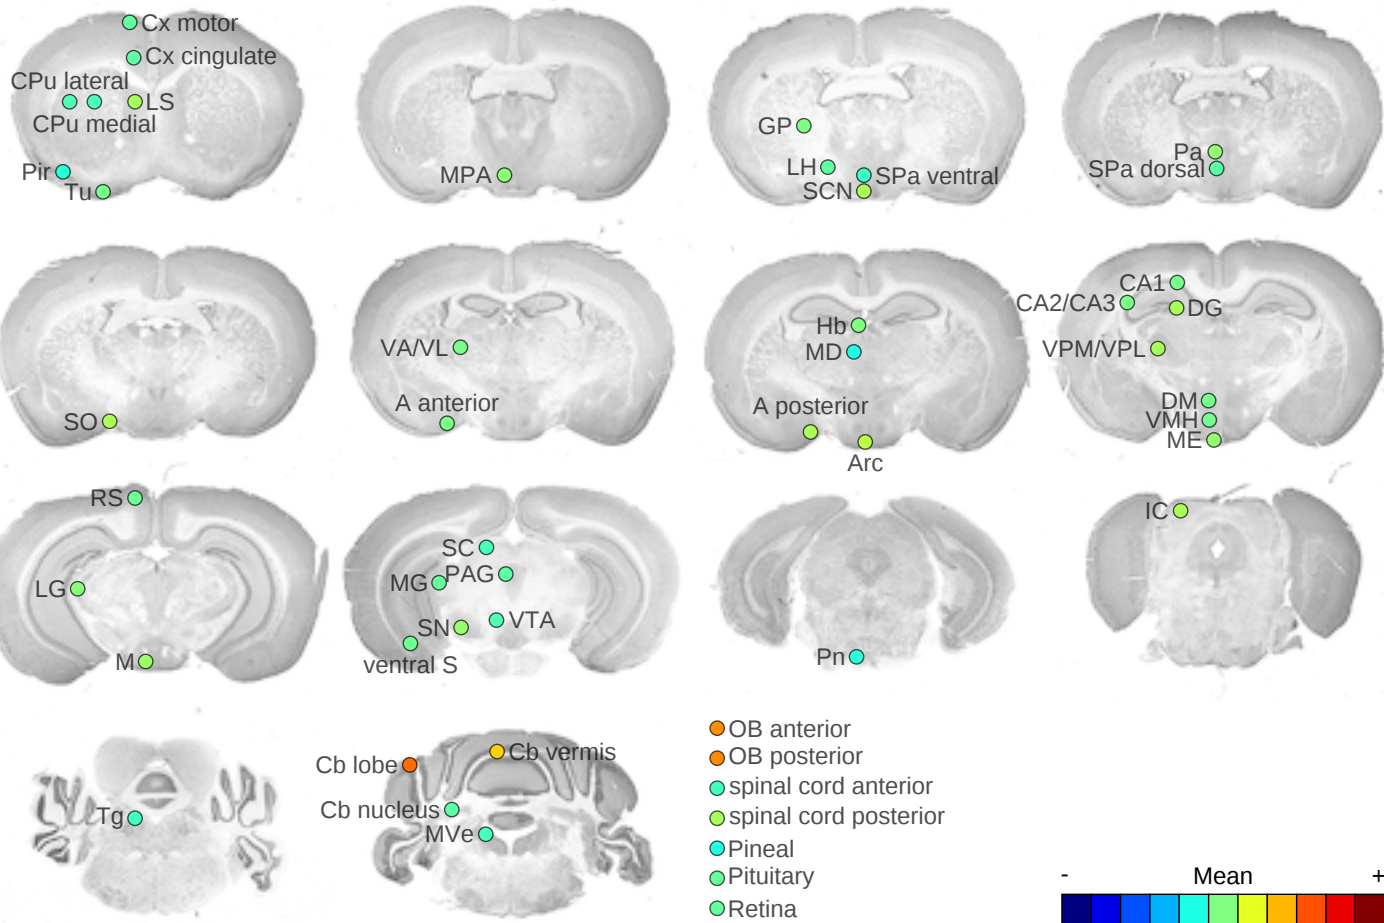 Cx motor
Cx cingulate
CPu lateral
LS
CPu medial
Pir
Tu
MPA
GP
LH
SPa ventral
SCN
Pa
SPa dorsal
SO
VA/VL
A anterior
Hb
MD
A posterior
Arc
CA1
CA2/CA3
DG
VPM/VPL
DM
VMH
ME
RS
LG
M
SC
MG
PAG
SN
VTA
ventral S
Pn
IC
Tg
Cb lobe
Cb vermis
Cb nucleus
MVe
OB anterior
OB posterior
spinal cord anterior
spinal cord posterior
Pineal
Pituitary
Retina
- Mean +